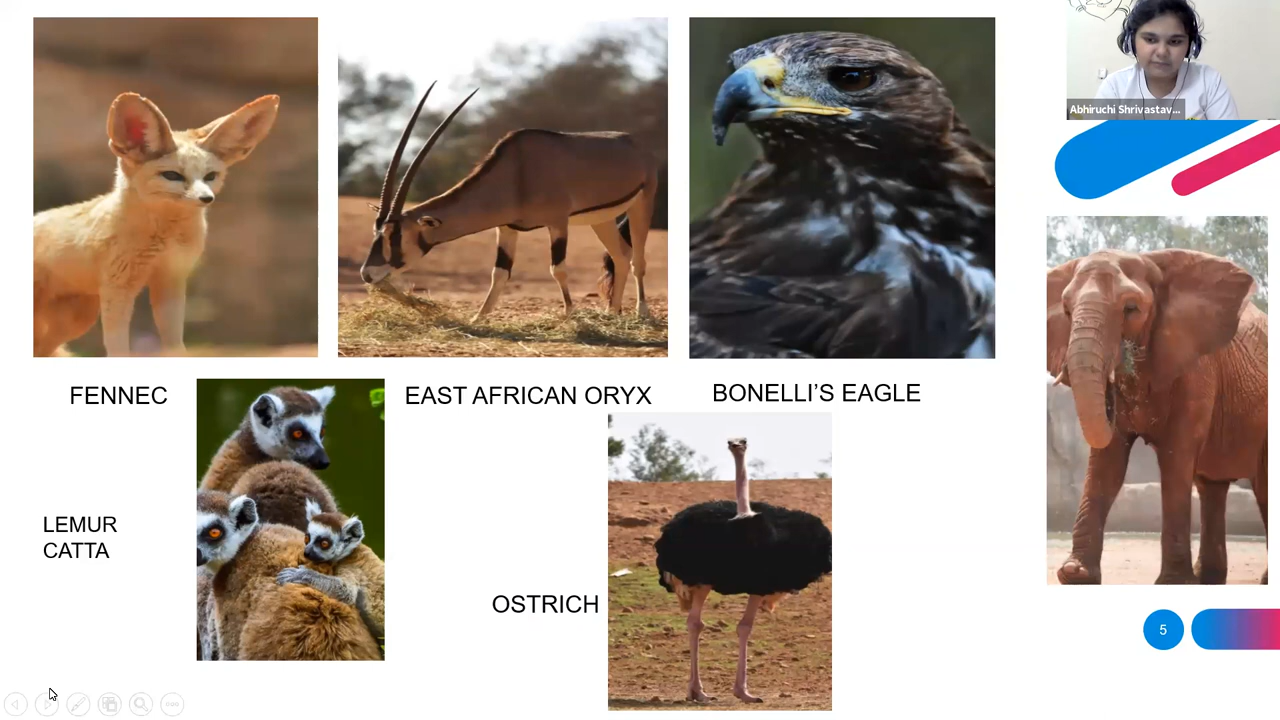 Abhiruchi Shrivastav...
FENNEC
EAST AFRICAN ORYX
BONELLI’S EAGLE
LEMUR
CATTA
OSTRICH
5